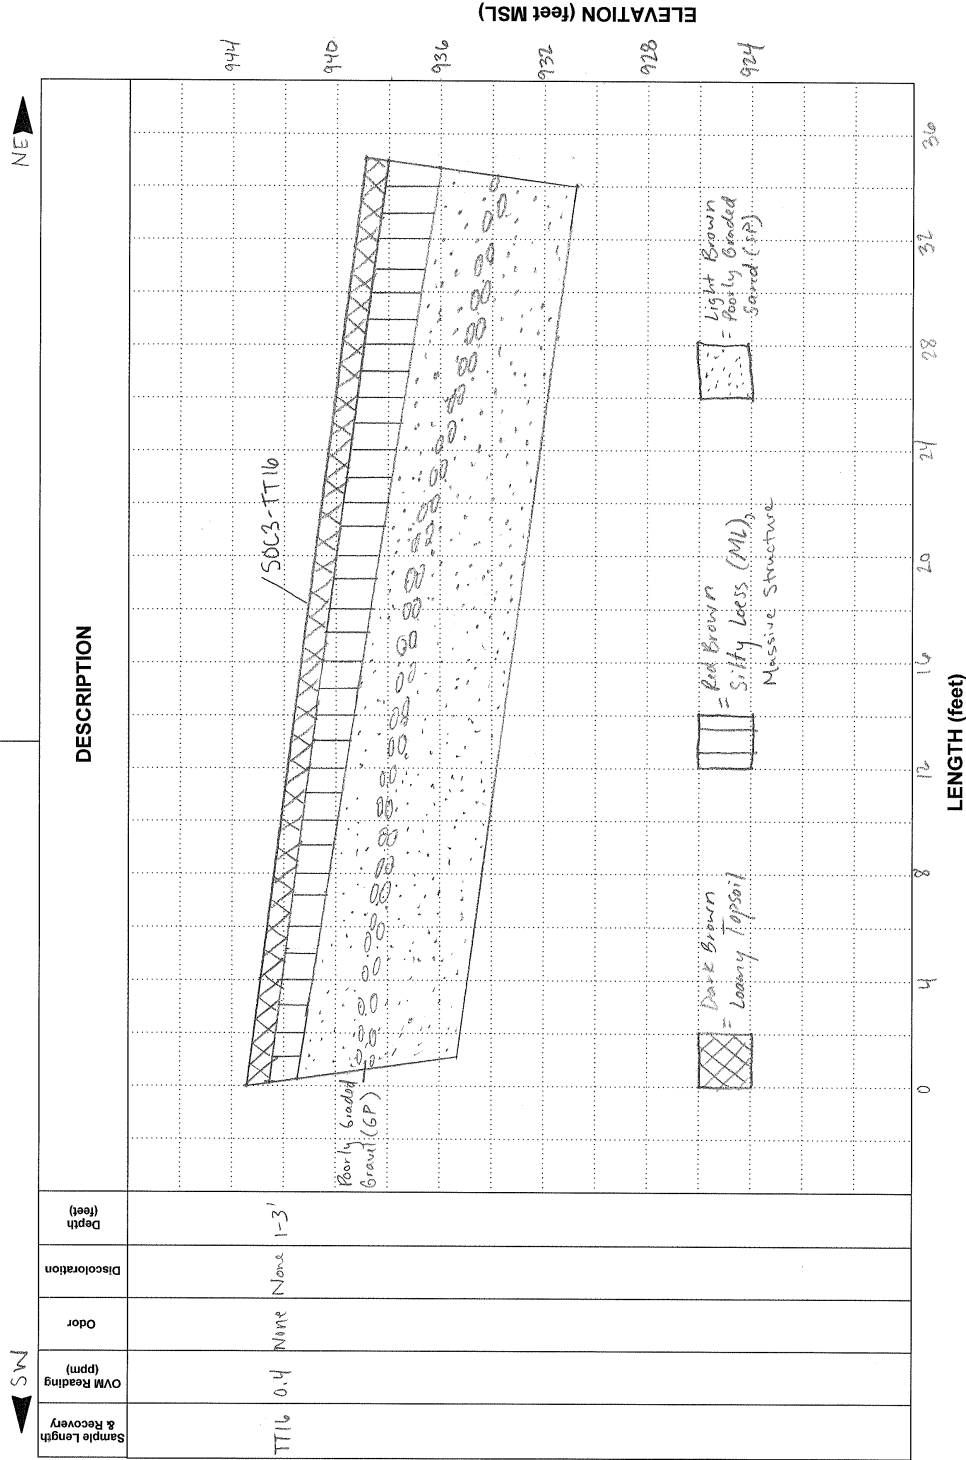 SW
NE
Sample Length
& Recovery
OVM Reading
(ppm)
Odor
Discoloration
Depth
(feet)
DESCRIPTION
TT16
0.4
None
None
1-3'
SOC3-TT16
Poorly Graded
Gravel (GP)
944
940
936
932
928
924
ELEVATION (feet MSL)
Dark Brown
= Loamy Topsoil
= Red Brown
Silty Loess (ML),
Massive Structure
Light Brown
= Poorly Graded
Sand (SP)
0
4
8
12
16
20
24
28
32
36
LENGTH (feet)